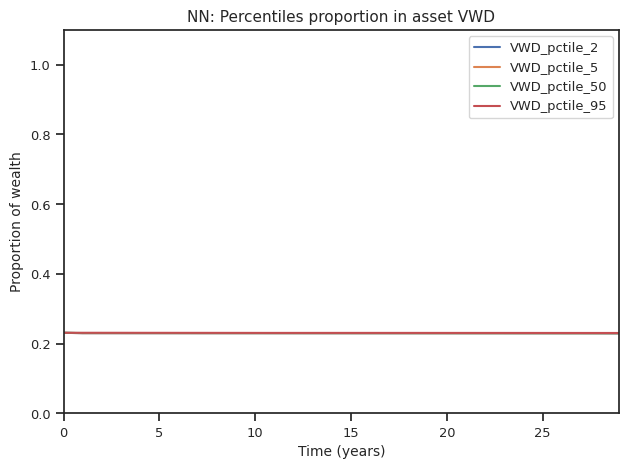 NN: Percentiles proportion in asset VWD
VWD_pctile_2
VWD_pctile_5
VWD_pctile_50
VWD_pctile_95
Proportion of wealth
1.0
0.8
0.6
0.4
0.2
0.0
0 5 10 15 20 25
Time (years)